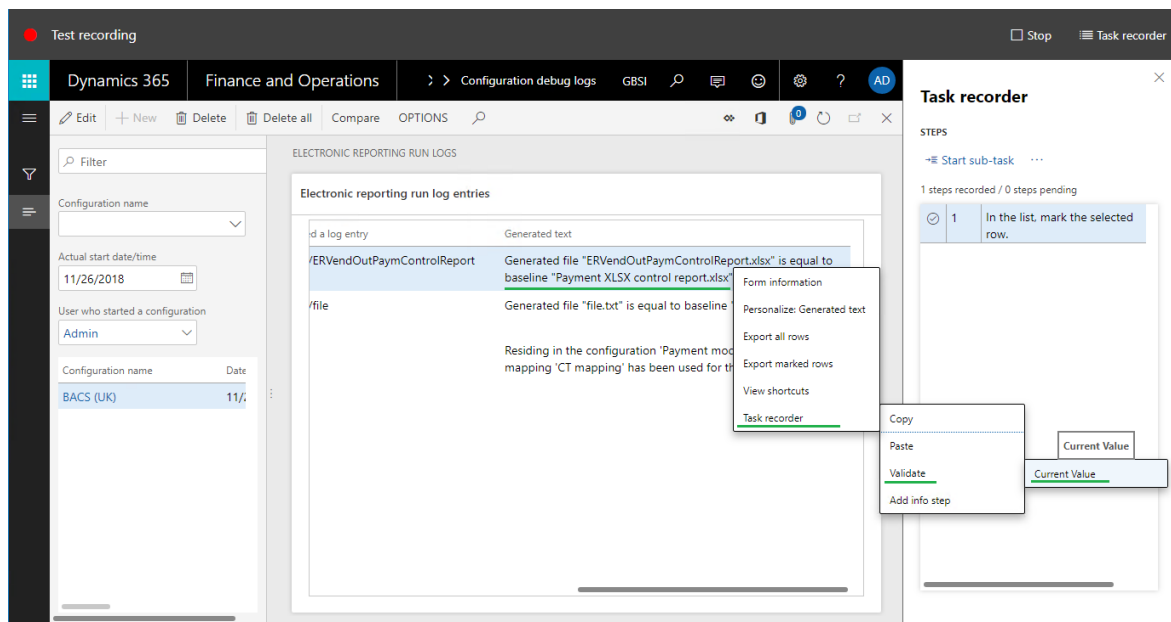 Test recording
Stop
Task recorder
Dynamics 365
Finance and Operations
Configuration debug logs
GBSI
?
AD
Edit
New
Delete
Delete all
Compare
OPTIONS
0
Filter
Configuration name
Actual start date/time
11/26/2018
User who started a configuration
Admin
Configuration name
Date
BACS (UK)
11/2
ELECTRONIC REPORTING RUN LOGS
Electronic reporting run log entries
ed a log entry
Generated text
/ERVendOutPaymControlReport
Generated file "ERVendOutPaymControlReport.xlsx" is equal to
baseline "Payment XLSX control report.xlsx"
/file
Generated file "file.txt" is equal to baseline "
Residing in the configuration 'Payment mod
mapping 'CT mapping' has been used for th
Form information
Personalize: Generated text
Export all rows
Export marked rows
View shortcuts
Task recorder
Copy
Paste
Validate
Add info step
Current Value
Current Value
Task recorder
STEPS
Start sub-task
1 steps recorded / 0 steps pending
1
In the list, mark the selected
row.